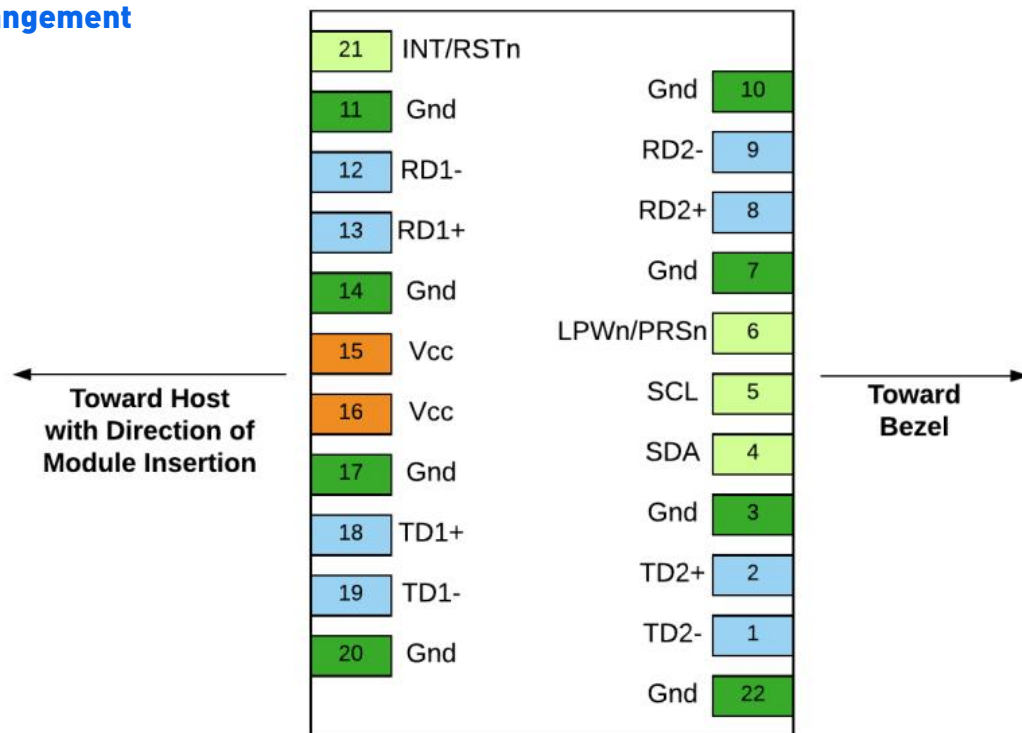 angement
21 INT/RSTn
11 Gnd
12 RD1-
13 RD1+
14 Gnd
15 Vcc
16 Vcc
17 Gnd
18 TD1+
19 TD1-
20 Gnd
Gnd 10
RD2- 9
RD2+ 8
Gnd 7
LPWn/PRSn 6
SCL 5
SDA 4
Gnd 3
TD2+ 2
TD2- 1
Gnd 22
Toward Host
with Direction of
Module Insertion
Toward
Bezel